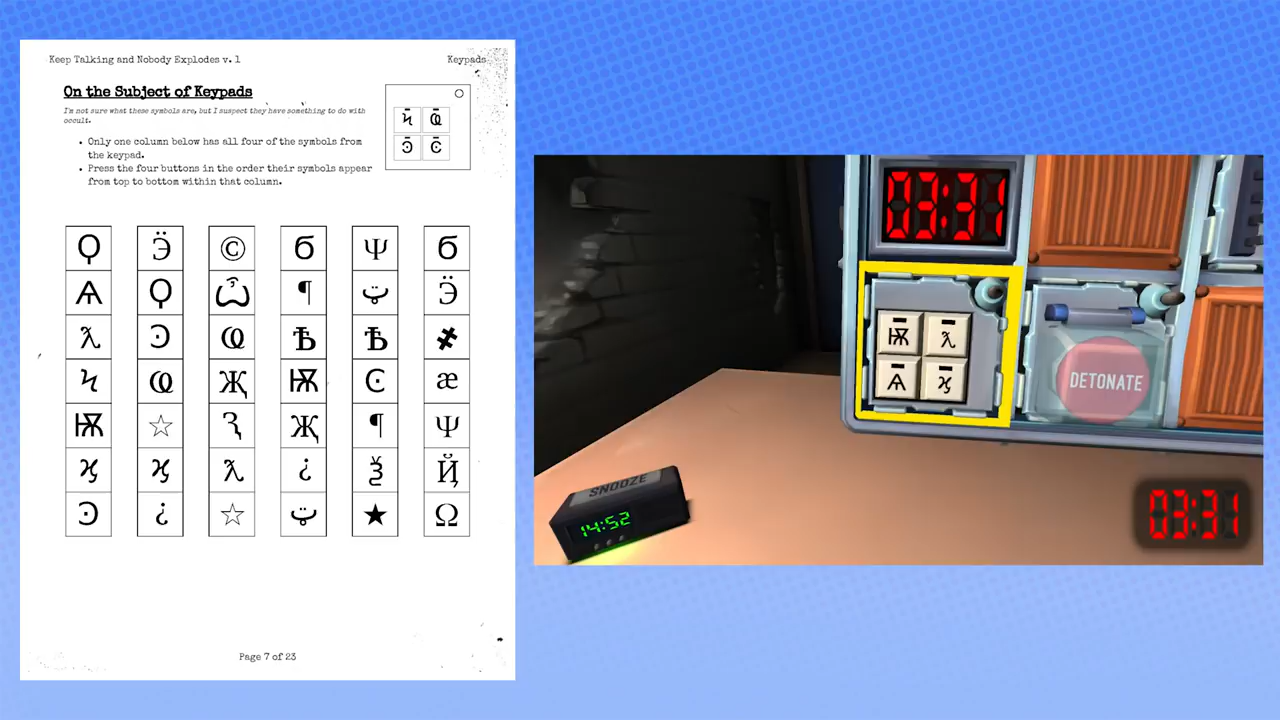 Keep Talking and Nobody Explodes v. 1
Keypads
On the Subject of Keypads
I'm not sure what these symbols are, but I suspect they have something to do with
occult.
• Only one column below has all four of the symbols from
the keypad.
• Press the four buttons in the order their symbols appear
from top to bottom within that column.
Ϟ Ҩ
Ͽ Ͼ
Ϙ Ӭ © б Ψ б
Ѧ Ϙ Ѽ ¶ ټ Ӭ
ƛ Ͽ Ҩ Ѣ Ѣ ҂
Ϟ Ҩ Җ Ѭ Ͼ æ
Ѭ ☆ Ԇ Җ ¶ Ψ
ϗ ϗ ƛ ¿ Ѯ Ҋ
Ͽ ¿ ☆ ټ ★ Ω
Page 7 of 23
03:31
Ѭ ƛ
Ѧ ϗ
DETONATE
SNOOZE
14:52
03:31